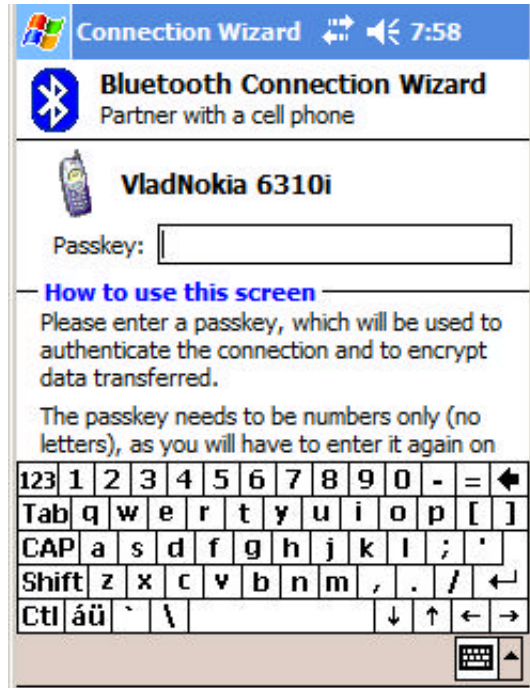 Connection Wizard 7:58
Bluetooth Connection Wizard
Partner with a cell phone
VladNokia 6310i
Passkey:
How to use this screen
Please enter a passkey, which will be used to
authenticate the connection and to encrypt
data transferred.
The passkey needs to be numbers only (no
letters), as you will have to enter it again on
123 1 2 3 4 5 6 7 8 9 0 - = 🡄
Tab q w e r t y u i o p [ ]
CAP a s d f g h j k l ; '
Shift z x c v b n m , . / ↵
Ctl áü ` \ ↓ ↑ ← →